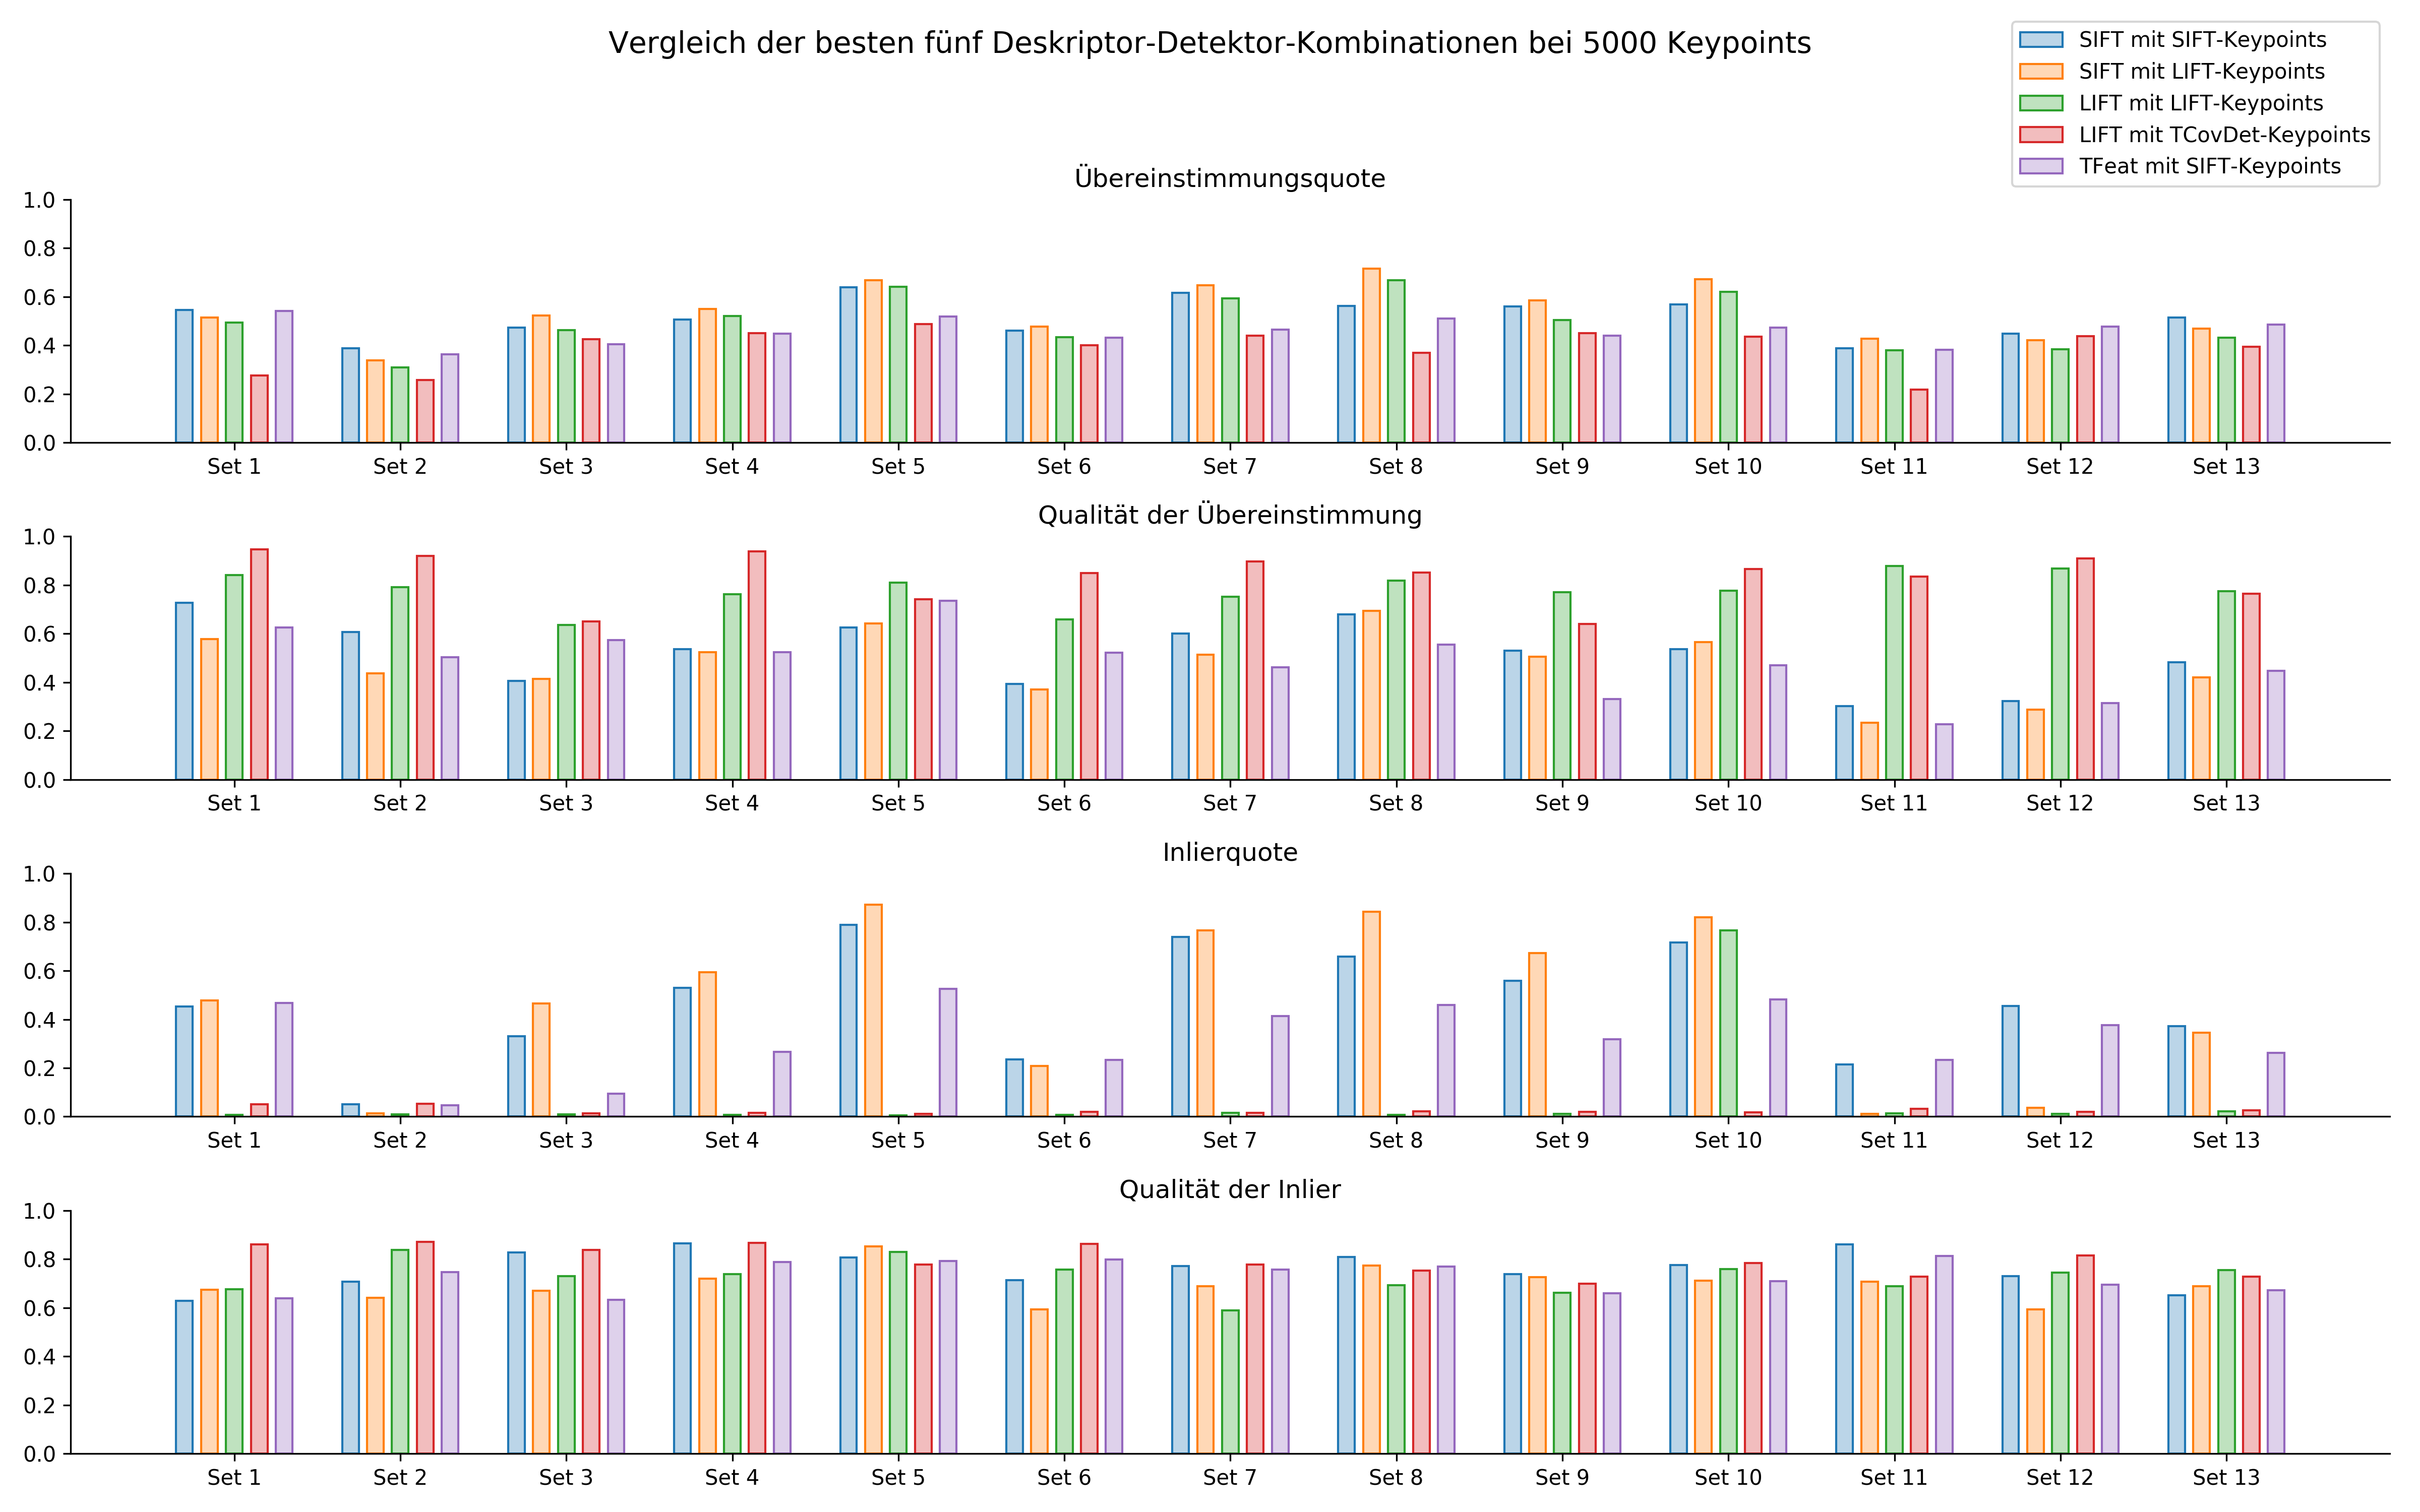 Vergleich der besten fünf Deskriptor-Detektor-Kombinationen bei 5000 Keypoints
SIFT mit SIFT-Keypoints
SIFT mit LIFT-Keypoints
LIFT mit LIFT-Keypoints
LIFT mit TCovDet-Keypoints
TFeat mit SIFT-Keypoints
Übereinstimmungsquote
1.0
0.8
0.6
0.4
0.2
0.0
Set 1 Set 2 Set 3 Set 4 Set 5 Set 6 Set 7 Set 8 Set 9 Set 10 Set 11 Set 12 Set 13
Qualität der Übereinstimmung
1.0
0.8
0.6
0.4
0.2
0.0
Set 1 Set 2 Set 3 Set 4 Set 5 Set 6 Set 7 Set 8 Set 9 Set 10 Set 11 Set 12 Set 13
Inlierquote
1.0
0.8
0.6
0.4
0.2
0.0
Set 1 Set 2 Set 3 Set 4 Set 5 Set 6 Set 7 Set 8 Set 9 Set 10 Set 11 Set 12 Set 13
Qualität der Inlier
1.0
0.8
0.6
0.4
0.2
0.0
Set 1 Set 2 Set 3 Set 4 Set 5 Set 6 Set 7 Set 8 Set 9 Set 10 Set 11 Set 12 Set 13